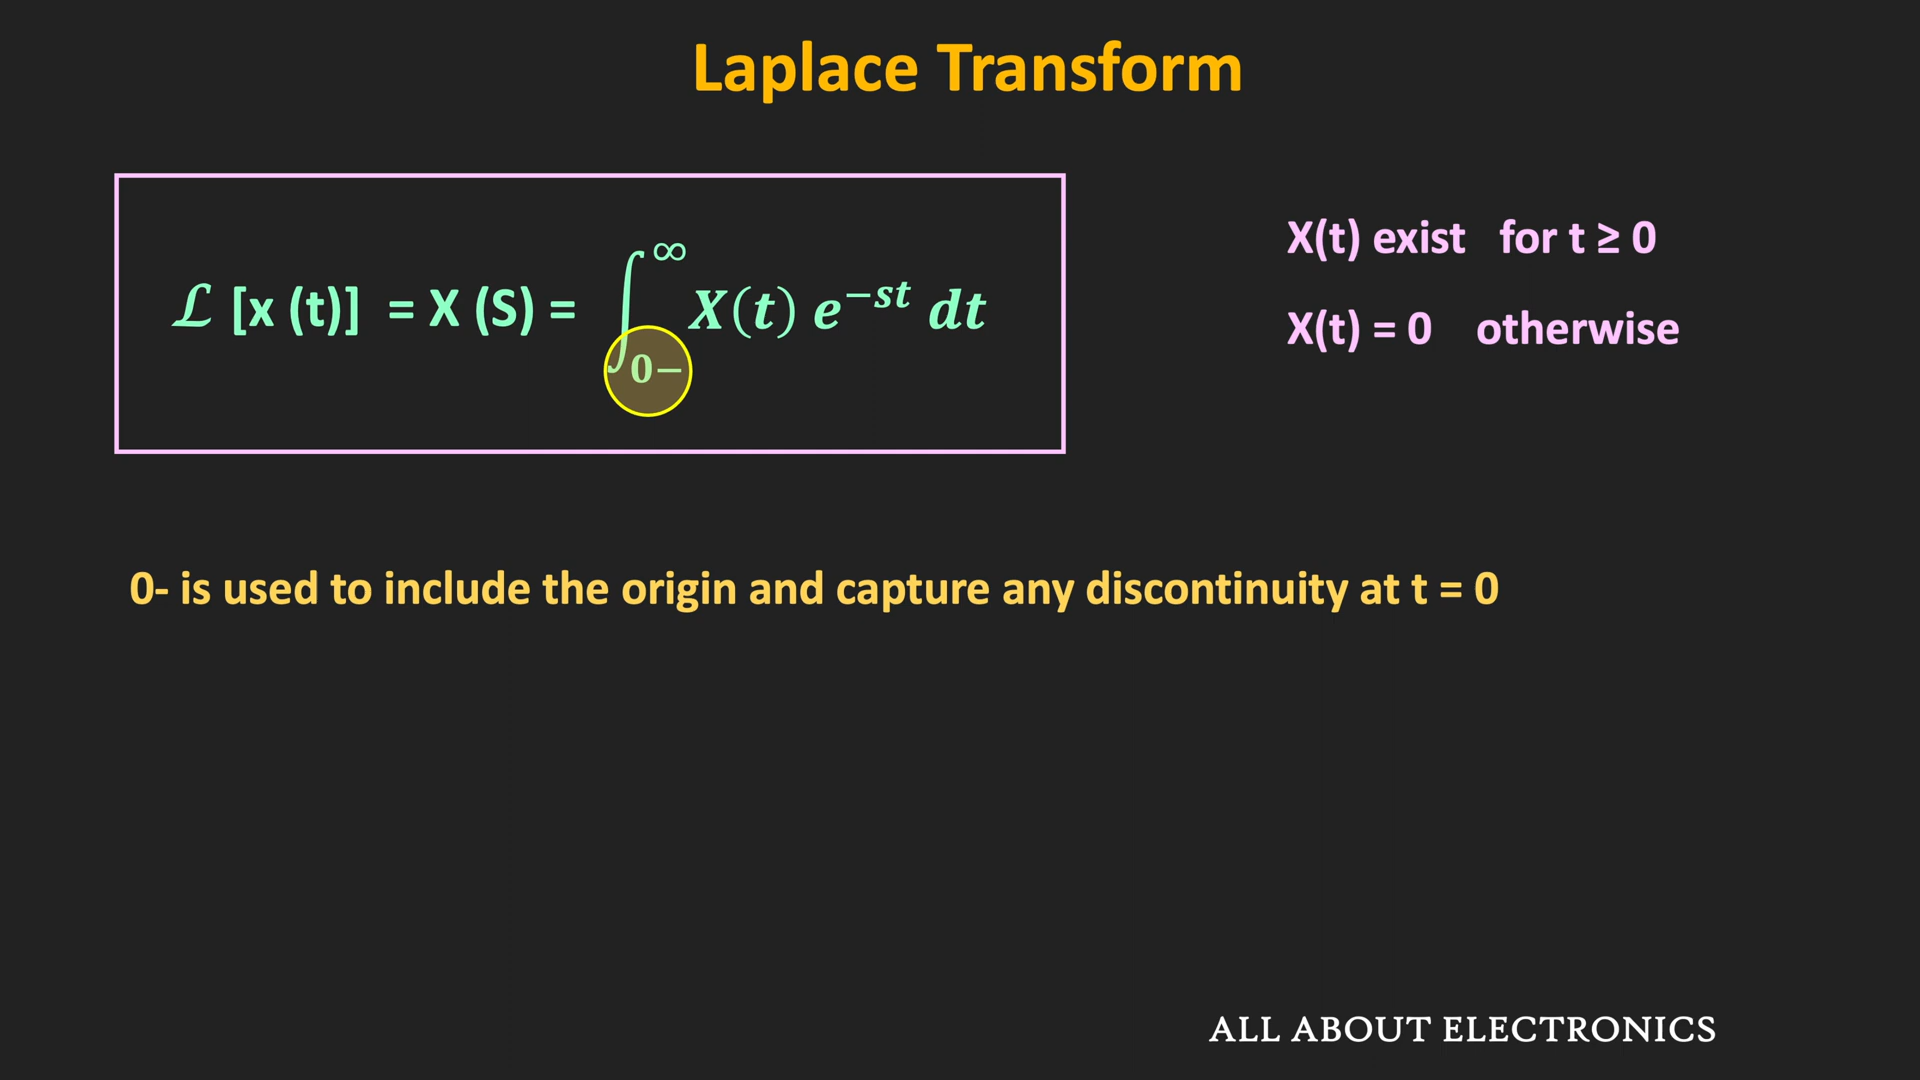 Laplace Transform
ℒ [x (t)] = X (S) = ∫₀₋^∞ X(t) e^{-st} dt
X(t) exist for t ≥ 0
X(t) = 0 otherwise
0- is used to include the origin and capture any discontinuity at t = 0
ALL ABOUT ELECTRONICS